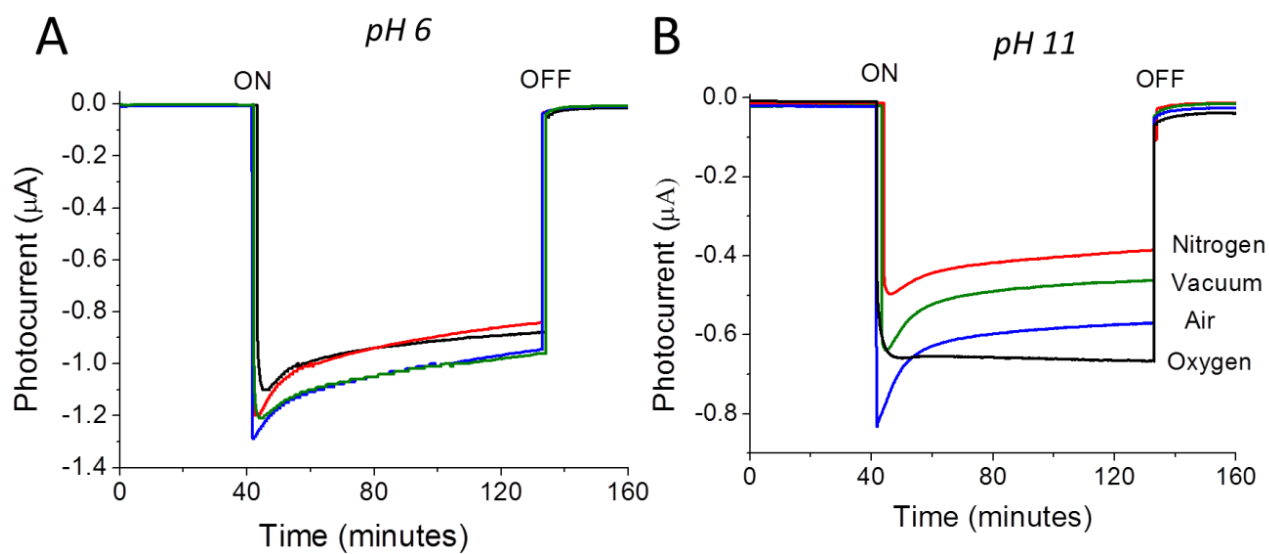 A
pH 6
ON
OFF
0.0
-0.2
-0.4
-0.6
-0.8
-1.0
-1.2
-1.4
Photocurrent (μA)
0
40
80
120
160
Time (minutes)
B
pH 11
ON
OFF
0.0
-0.2
-0.4
-0.6
-0.8
Photocurrent (μA)
Nitrogen
Vacuum
Air
Oxygen
0
40
80
120
160
Time (minutes)